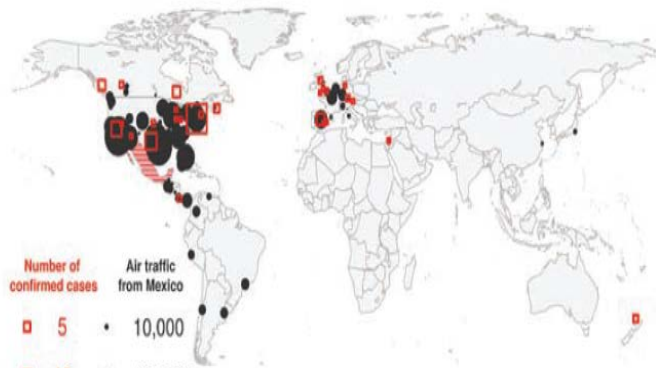 Number of
confirmed cases
Air traffic
from Mexico
5
10,000